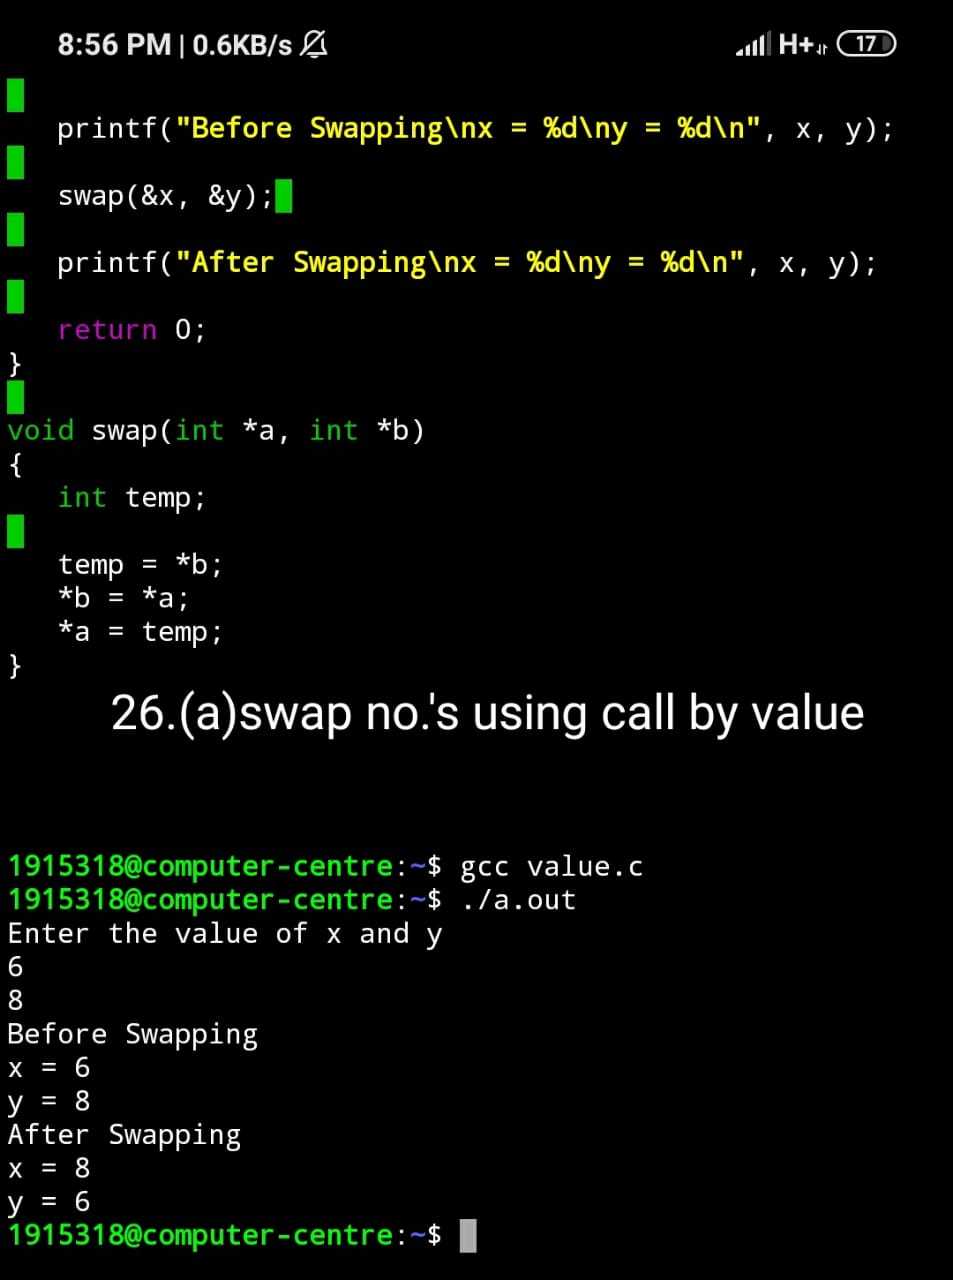 8:56 PM | 0.6KB/s H+ 17
printf("Before Swapping\nx = %d\ny = %d\n", x, y);
swap(&x, &y);
printf("After Swapping\nx = %d\ny = %d\n", x, y);
return 0;
}
void swap(int *a, int *b)
{
int temp;
temp = *b;
*b = *a;
*a = temp;
}
26.(a)swap no.'s using call by value
1915318@computer-centre:~$ gcc value.c
1915318@computer-centre:~$ ./a.out
Enter the value of x and y
6
8
Before Swapping
x = 6
y = 8
After Swapping
x = 8
y = 6
1915318@computer-centre:~$